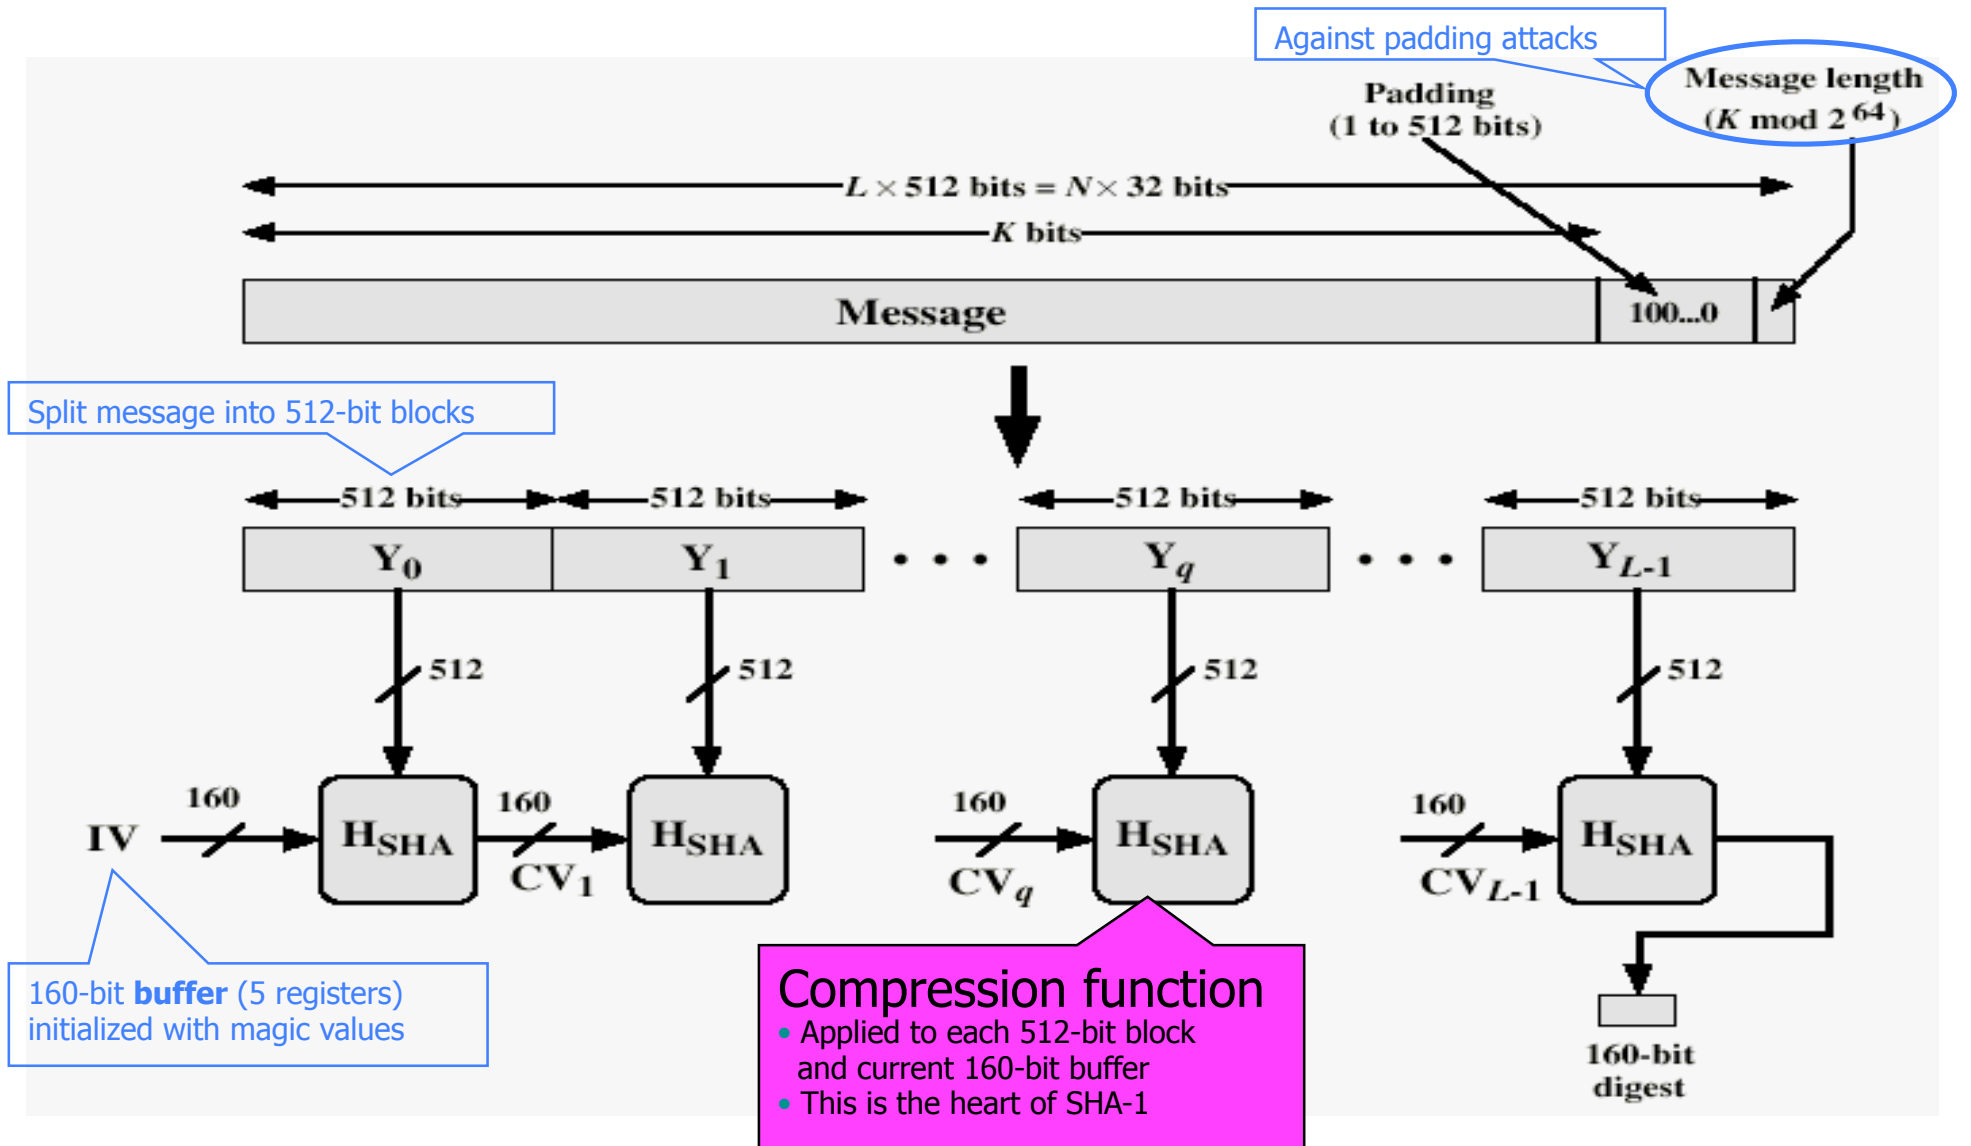 Against padding attacks
Message length
(K mod 2^64)
Padding
(1 to 512 bits)
L × 512 bits = N × 32 bits
K bits
Message
100...0
Split message into 512-bit blocks
512 bits
512 bits
512 bits
512 bits
Y0
Y1
• • •
Yq
• • •
YL-1
512
512
512
512
160
160
160
160
IV
HSHA
HSHA
HSHA
HSHA
CV1
CVq
CVL-1
160-bit buffer (5 registers)
initialized with magic values
Compression function
• Applied to each 512-bit block
and current 160-bit buffer
• This is the heart of SHA-1
160-bit
digest